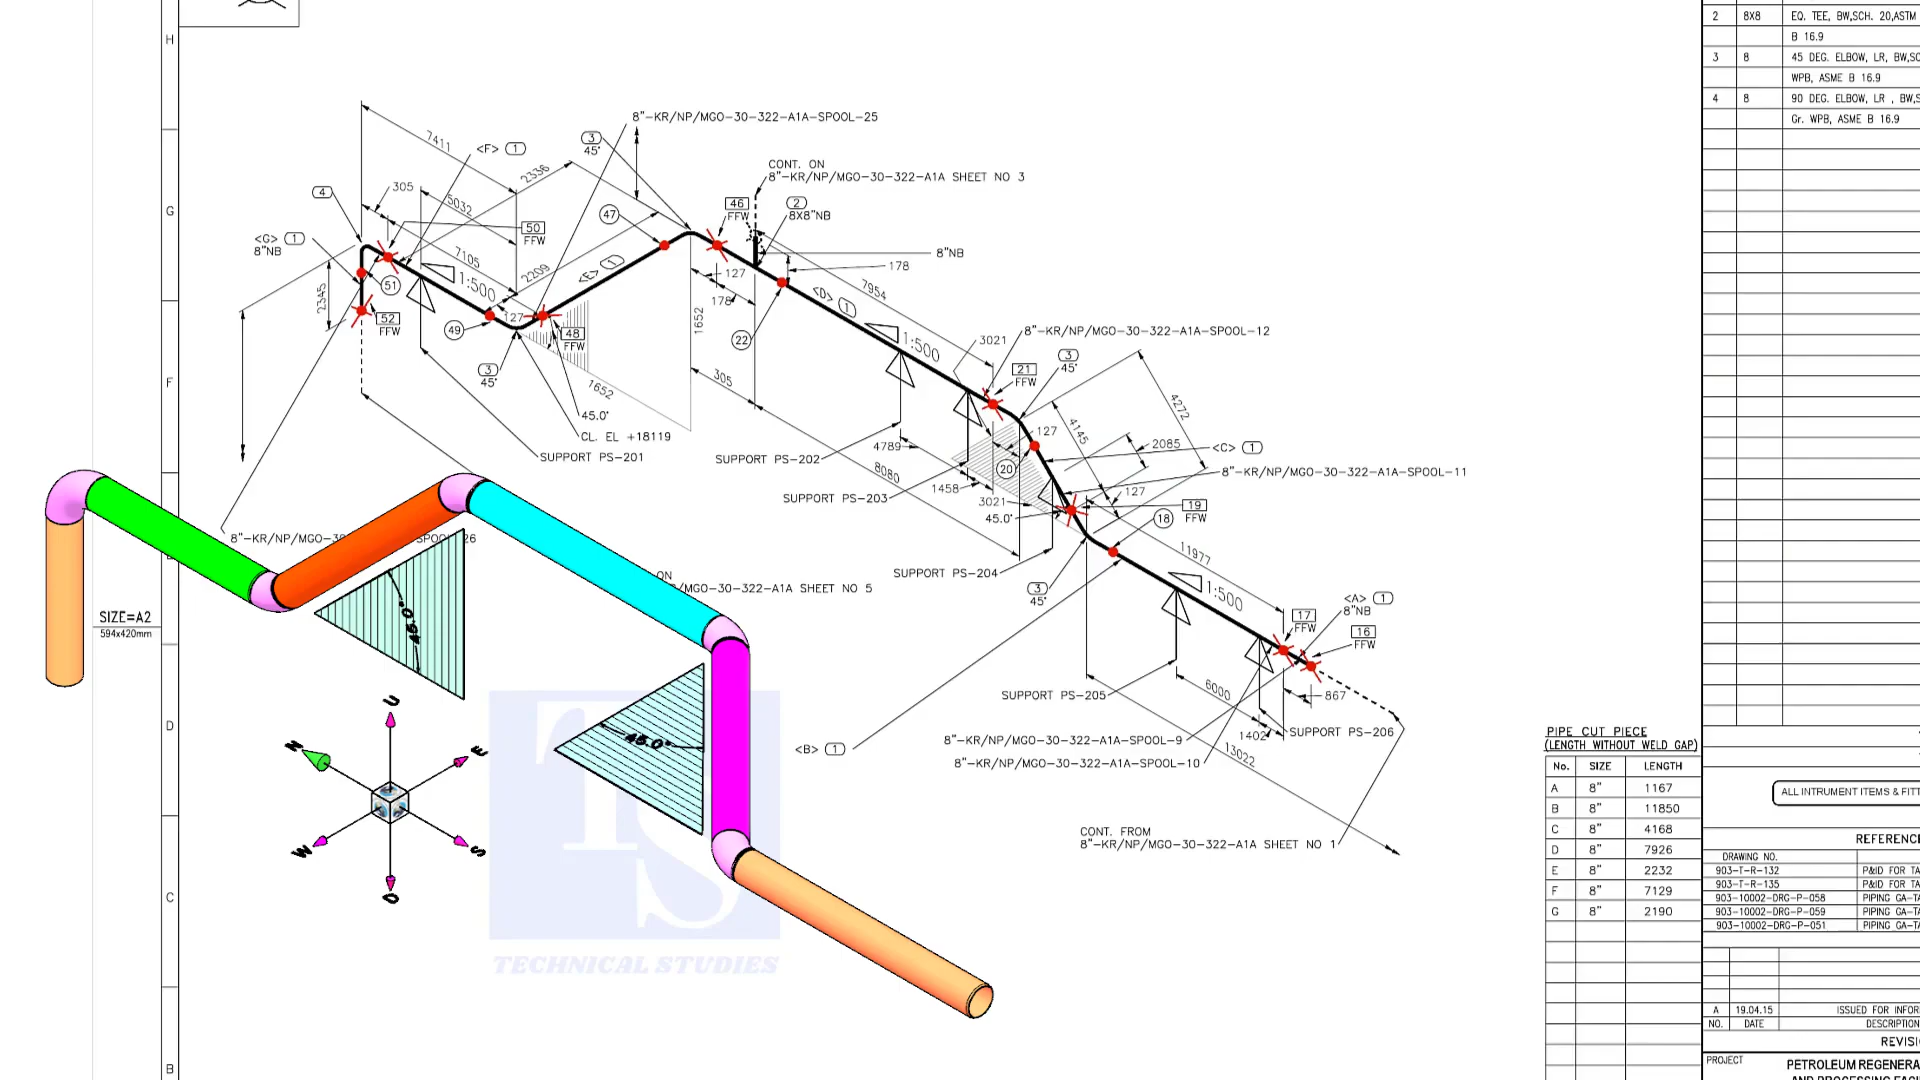 H
G
F
D
C
B
SIZE=A2
594x420mm
8"-KR/NP/MGO-30-322-A1A-SPOOL-25
3
45°
7411
<F> 1
2336
CONT. ON
8"-KR/NP/MGO-30-322-A1A SHEET NO 3
4
305
5032
47
46
FFW
2
8X8"NB
50
FFW
<G> 1
8"NB
7105
8"NB
178
51
1:500
2209
<E> 1
127
178
2345
52
FFW
49
127
48
FFW
1652
22
<D> 1
7954
1:500
3
45°
1652
45.0°
CL. EL +18119
SUPPORT PS-201
305
8"-KR/NP/MGO-30-322-A1A-SPOOL-12
3021
3
45°
21
FFW
4272
127
4145
2085
<C> 1
4789
SUPPORT PS-202
8080
20
8"-KR/NP/MGO-30-322-A1A-SPOOL-11
SUPPORT PS-203
1458
3021
45.0°
127
19
FFW
18
11977
SUPPORT PS-204
3
45°
1:500
<A> 1
8"NB
17
FFW
16
FFW
SUPPORT PS-205
6000
867
1402
SUPPORT PS-206
13022
8"-KR/NP/MGO-30-322-A1A-SPOOL-9
8"-KR/NP/MGO-30-322-A1A-SPOOL-10
<B> 1
CONT. FROM
8"-KR/NP/MGO-30-322-A1A SHEET NO 1
8"-KR/NP/MGO-3
26
ON
MGO-30-322-A1A SHEET NO 5
45.0°
45.0°
U
N
E
W
S
D
TS
TECHNICAL STUDIES
2 8X8 EQ. TEE, BW,SCH. 20,ASTM
B 16.9
3 8 45 DEG. ELBOW, LR, BW,SC
WPB, ASME B 16.9
4 8 90 DEG. ELBOW, LR , BW,S
Gr. WPB, ASME B 16.9
PIPE CUT PIECE
(LENGTH WITHOUT WELD GAP)
No. SIZE LENGTH
A 8" 1167
B 8" 11850
C 8" 4168
D 8" 7926
E 8" 2232
F 8" 7129
G 8" 2190
ALL INTRUMENT ITEMS & FITT
REFERENCE
DRAWING NO.
903-T-R-132 P&ID FOR TA
903-T-R-135 P&ID FOR TA
903-10002-DRG-P-058 PIPING GA-TA
903-10002-DRG-P-059 PIPING GA-TA
903-10002-DRG-P-051 PIPING GA-TA
A 19.04.15 ISSUED FOR INFOR
NO. DATE DESCRIPTION
REVISI
PROJECT
PETROLEUM REGENERA
AND PROCESSING FACI